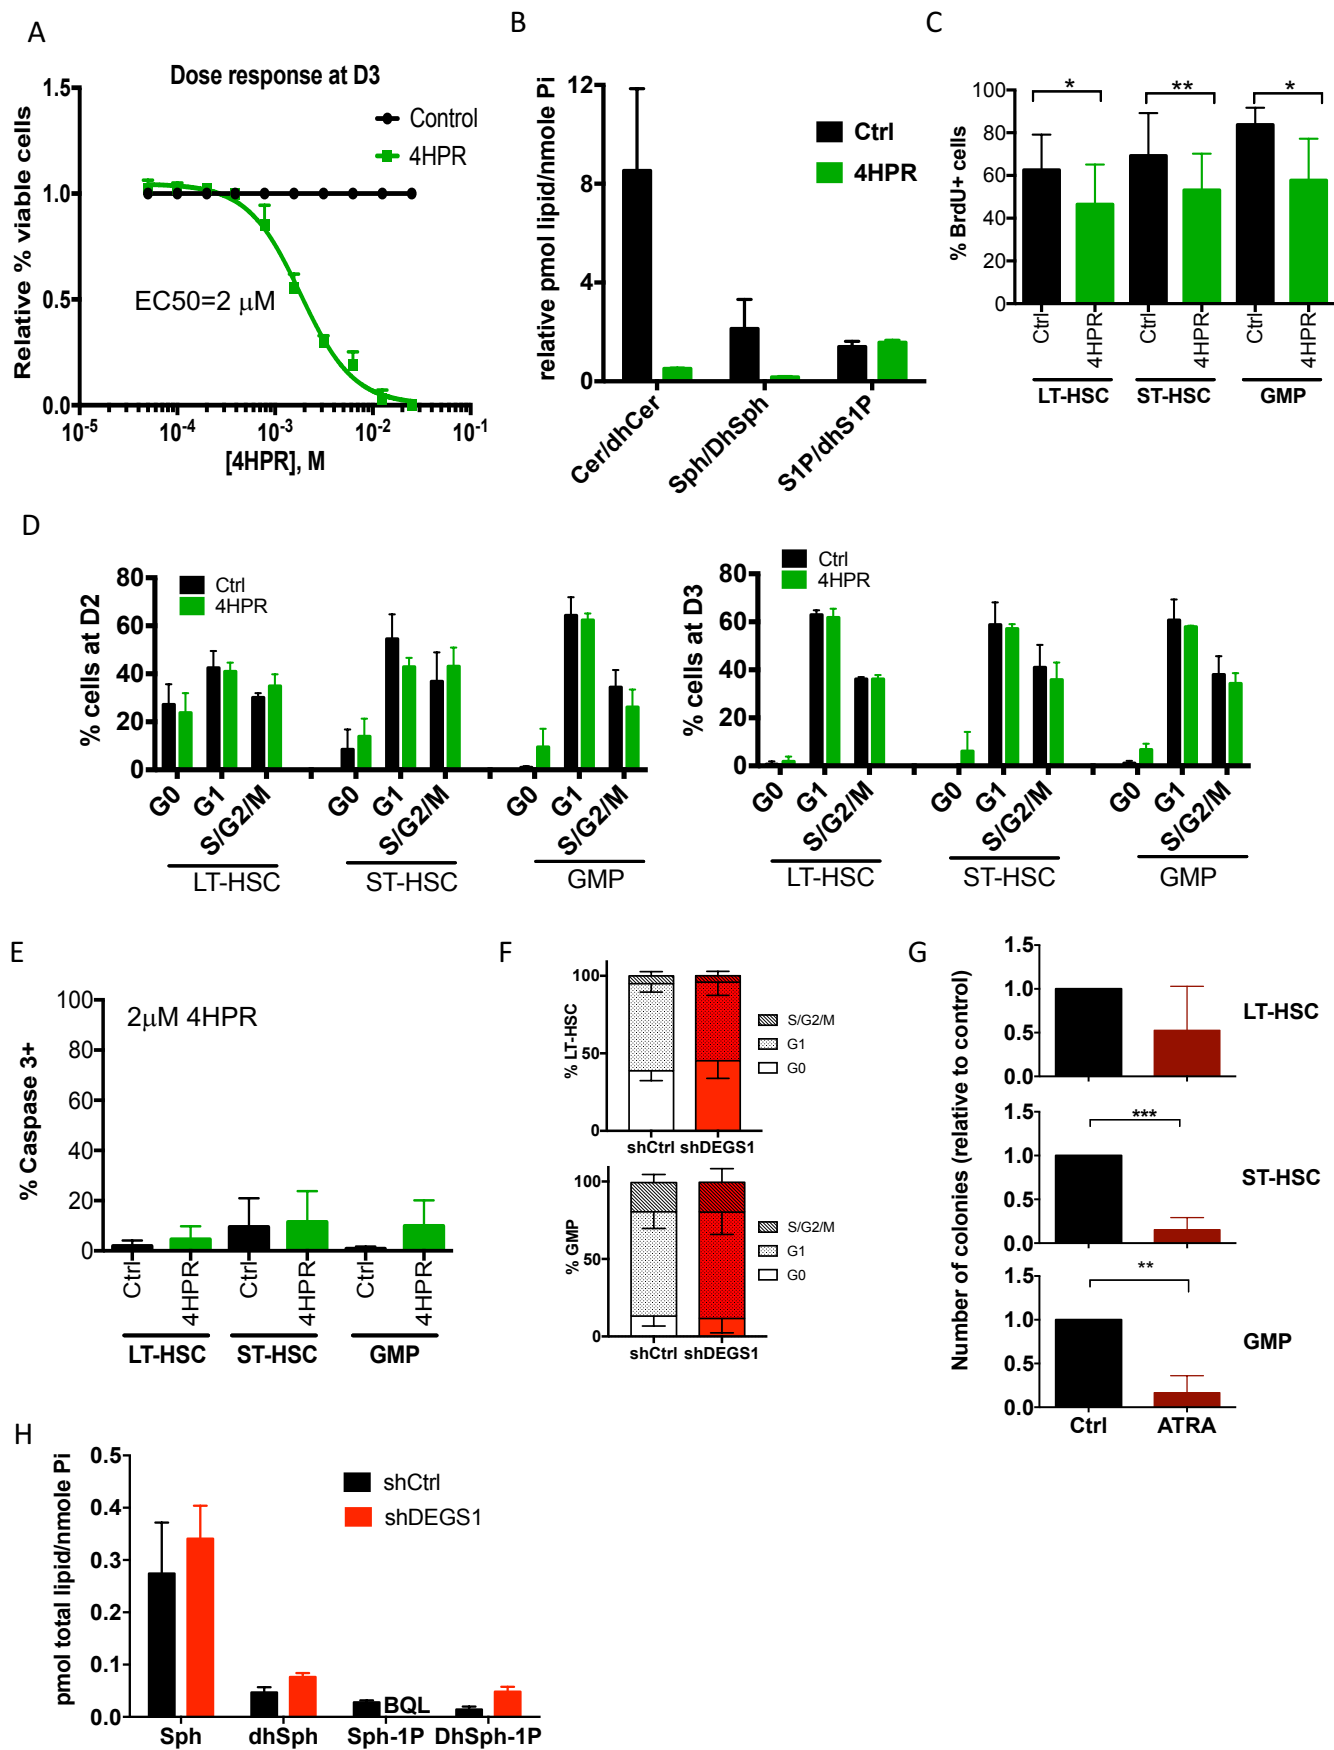 A
Dose response at D3
Relative % viable cells
1.5
1.0
0.5
0.0
Control
4HPR
EC50=2 μM
10-5
10-4
10-3
10-2
10-1
[4HPR], M
B
relative pmol lipid/nmole Pi
12
8
4
0
Ctrl
4HPR
Cer/dhCer
Sph/DhSph
S1P/dhS1P
C
% BrdU+ cells
100
80
60
40
20
0
*
**
*
Ctrl
4HPR
Ctrl
4HPR
Ctrl
4HPR
LT-HSC
ST-HSC
GMP
D
% cells at D2
80
60
40
20
0
Ctrl
4HPR
G0
G1
S/G2/M
G0
G1
S/G2/M
G0
G1
S/G2/M
LT-HSC
ST-HSC
GMP
% cells at D3
80
60
40
20
0
Ctrl
4HPR
G0
G1
S/G2/M
G0
G1
S/G2/M
G0
G1
S/G2/M
LT-HSC
ST-HSC
GMP
E
% Caspase 3+
100
80
60
40
20
0
2μM 4HPR
Ctrl
4HPR
Ctrl
4HPR
Ctrl
4HPR
LT-HSC
ST-HSC
GMP
F
% LT-HSC
100
50
0
S/G2/M
G1
G0
shCtrl shDEGS1
% GMP
100
50
0
S/G2/M
G1
G0
shCtrl shDEGS1
G
Number of colonies (relative to control)
1.5
1.0
0.5
0.0
LT-HSC
1.5
1.0
0.5
0.0
***
ST-HSC
1.5
1.0
0.5
0.0
**
GMP
Ctrl
ATRA
H
pmol total lipid/nmole Pi
0.5
0.4
0.3
0.2
0.1
0.0
shCtrl
shDEGS1
BQL
Sph
dhSph
Sph-1P
DhSph-1P